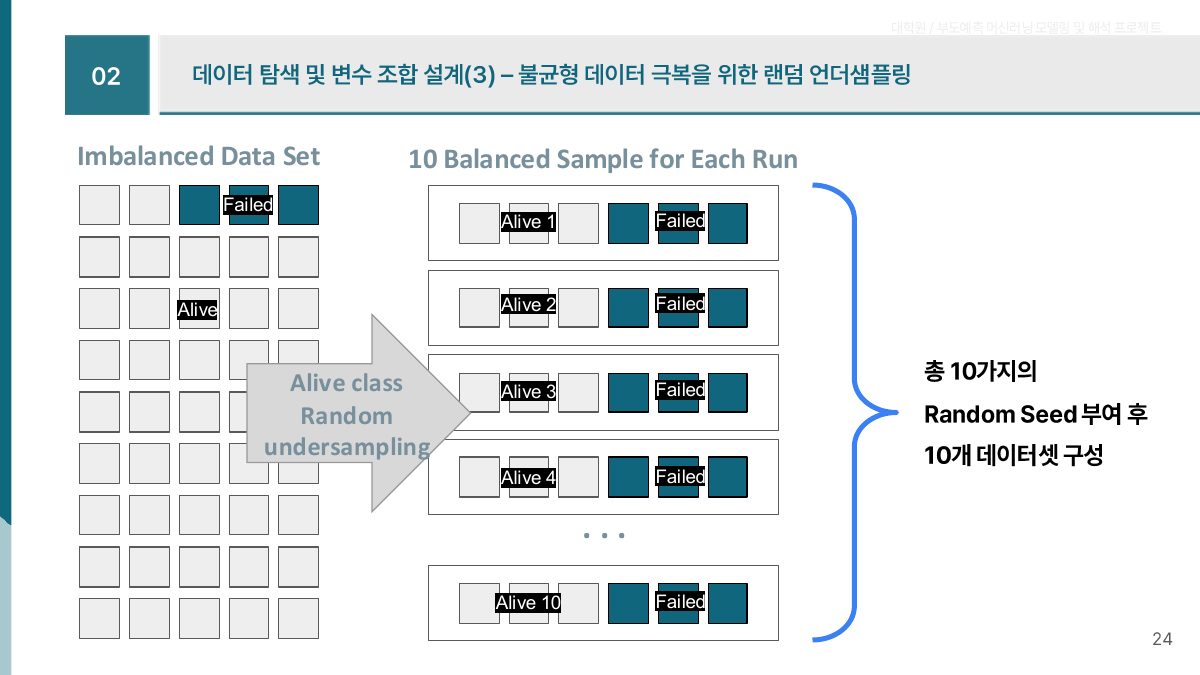 대학원 / 부도예측 머신러닝 모델링 및 해석 프로젝트
02
데이터 탐색 및 변수 조합 설계(3) – 불균형 데이터 극복을 위한 랜덤 언더샘플링
Imbalanced Data Set
Failed
Alive
Alive class
Random
undersampling
10 Balanced Sample for Each Run
Alive 1 Failed
Alive 2 Failed
Alive 3 Failed
Alive 4 Failed
...
Alive 10 Failed
총 10가지의
Random Seed 부여 후
10개 데이터셋 구성
24